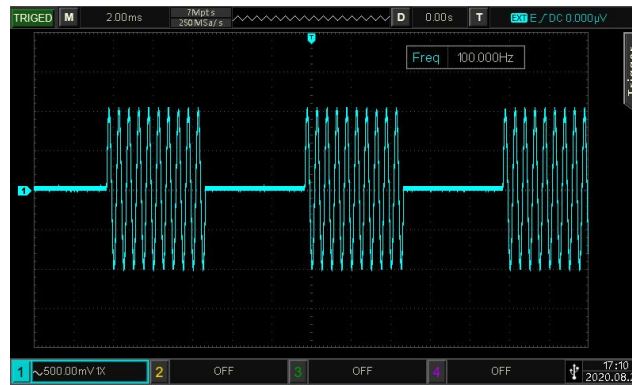 TRIGED M 2.00ms 7Mpts 250MSa/s D 0.00s T EXT E DC 0.000μV
T
Freq 100.000Hz
Trigger
1
1 500.00mV 1X 2 OFF 3 OFF 4 OFF 17:10
2020.08.